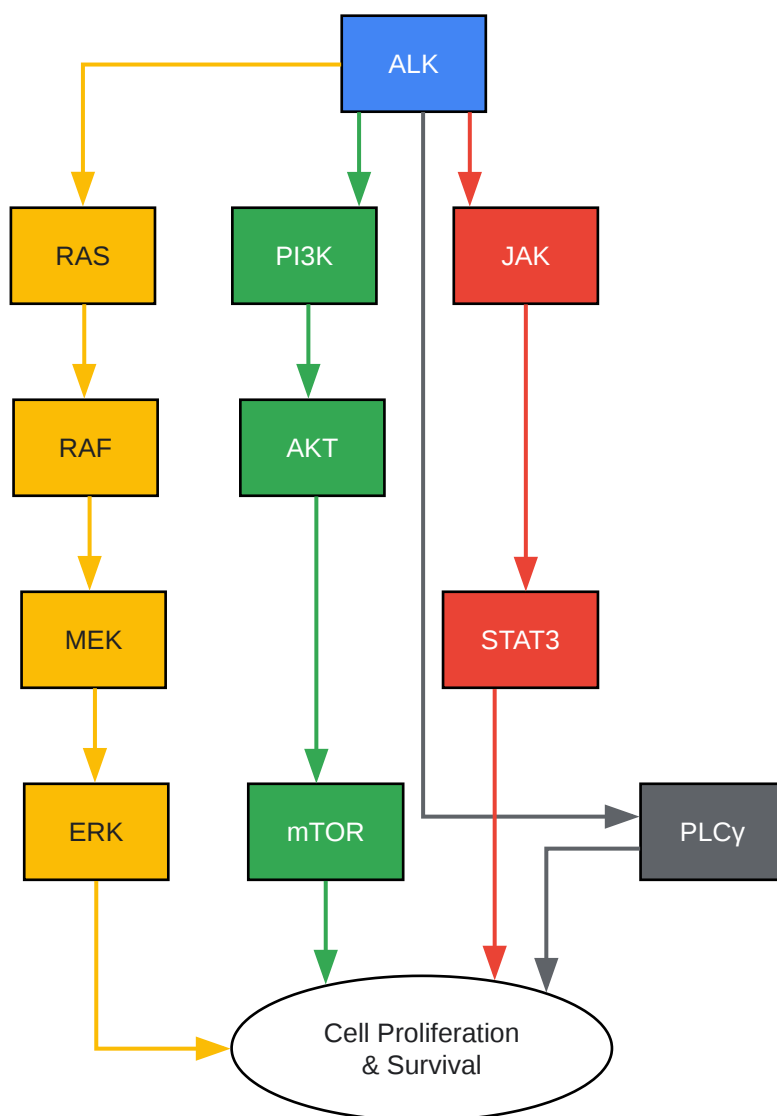 ALK
RAS
PI3K
JAK
RAF
AKT
MEK
STAT3
ERK
mTOR
PLCγ
Cell Proliferation
& Survival